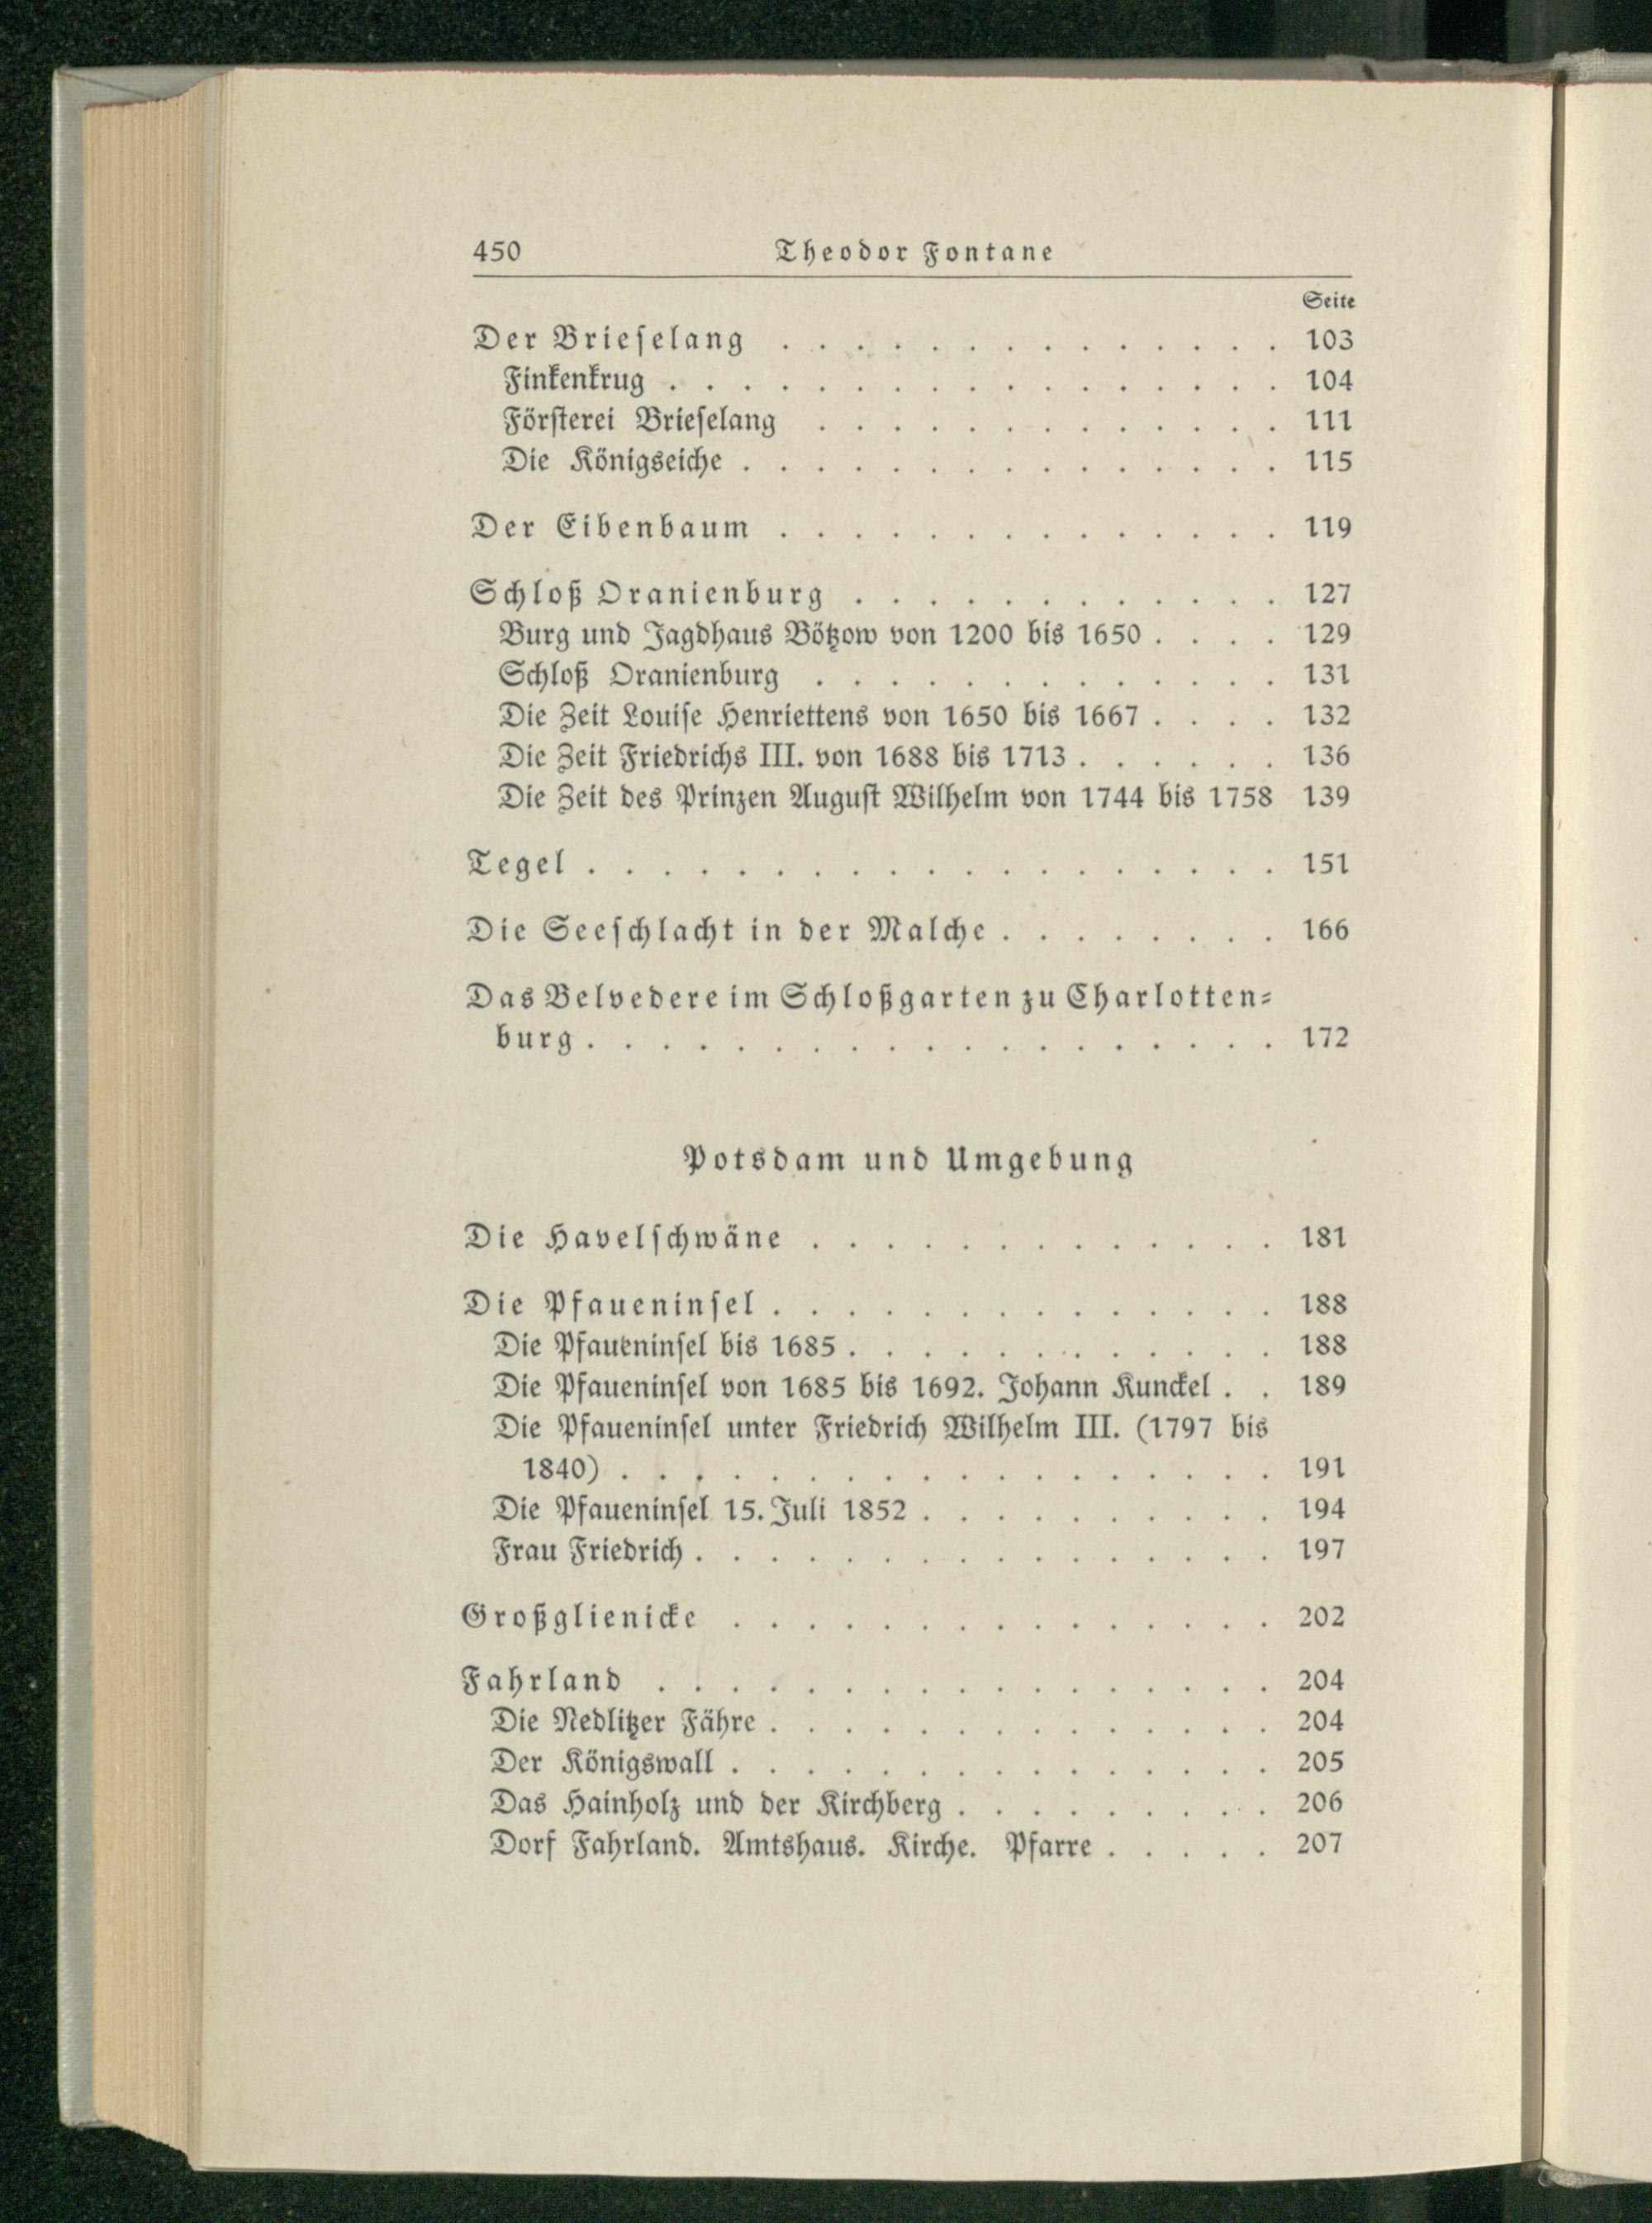 450 Theodor Fontane
Seite
Der Brieselang . . . . . . . . . . . . . . 103
Finkenkrug . . . . . . . . . . . . . . . . . 104
Försterei Brieselang . . . . . . . . . . . . . 111
Die Königseiche . . . . . . . . . . . . . . . 115
Der Eibenbaum . . . . . . . . . . . . . . 119
Schloß Oranienburg . . . . . . . . . . . . 127
Burg und Jagdhaus Bötzow von 1200 bis 1650 . . . . 129
Schloß Oranienburg . . . . . . . . . . . . . 131
Die Zeit Louise Henriettens von 1650 bis 1667 . . . . 132
Die Zeit Friedrichs III. von 1688 bis 1713 . . . . . . 136
Die Zeit des Prinzen August Wilhelm von 1744 bis 1758 139
Tegel . . . . . . . . . . . . . . . . . . . 151
Die Seeschlacht in der Malche . . . . . . . . 166
Das Belvedere im Schloßgarten zu Charlotten-
burg . . . . . . . . . . . . . . . . . . . 172
Potsdam und Umgebung
Die Havelschwäne . . . . . . . . . . . . . 181
Die Pfaueninsel . . . . . . . . . . . . . . 188
Die Pfaueninsel bis 1685 . . . . . . . . . . . . 188
Die Pfaueninsel von 1685 bis 1692. Johann Kunckel . . 189
Die Pfaueninsel unter Friedrich Wilhelm III. (1797 bis
1840) . . . . . . . . . . . . . . . . . . 191
Die Pfaueninsel 15. Juli 1852 . . . . . . . . . . 194
Frau Friedrich . . . . . . . . . . . . . . . . 197
Großglienicke . . . . . . . . . . . . . . . 202
Fahrland . . . . . . . . . . . . . . . . . 204
Die Nedlitzer Fähre . . . . . . . . . . . . . . 204
Der Königswall . . . . . . . . . . . . . . . 205
Das Hainholz und der Kirchberg . . . . . . . . . 206
Dorf Fahrland. Amtshaus. Kirche. Pfarre . . . . . 207